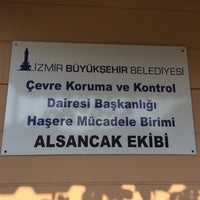 İZMİR BÜYÜKŞEHİR BELEDİYESİ
Çevre Koruma ve Kontrol
Dairesi Başkanlığı
Haşere Mücadele Birimi
ALSANCAK EKİBİ